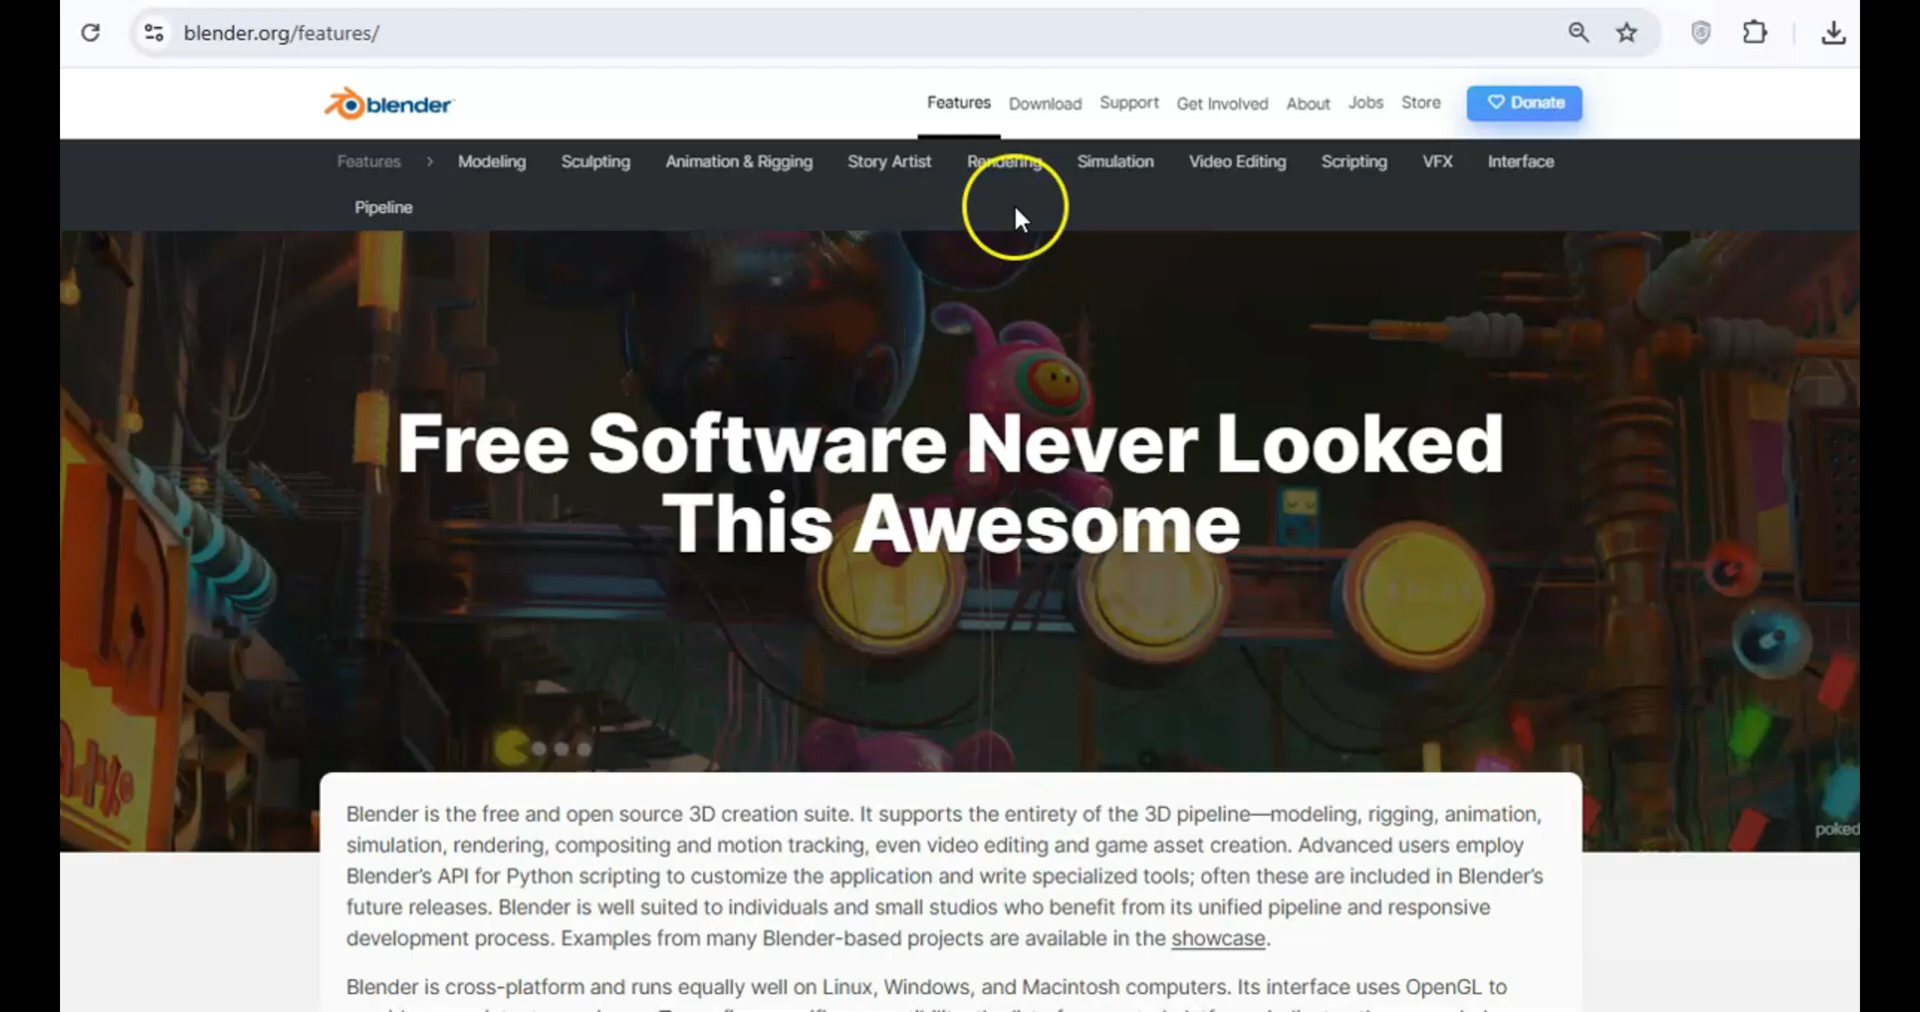 blender.org/features/
blender
Features Download Support Get Involved About Jobs Store Donate
Features > Modeling Sculpting Animation & Rigging Story Artist Rendering Simulation Video Editing Scripting VFX Interface
Pipeline
Free Software Never Looked
This Awesome
poked
Blender is the free and open source 3D creation suite. It supports the entirety of the 3D pipeline—modeling, rigging, animation,
simulation, rendering, compositing and motion tracking, even video editing and game asset creation. Advanced users employ
Blender's API for Python scripting to customize the application and write specialized tools; often these are included in Blender's
future releases. Blender is well suited to individuals and small studios who benefit from its unified pipeline and responsive
development process. Examples from many Blender-based projects are available in the showcase.
Blender is cross-platform and runs equally well on Linux, Windows, and Macintosh computers. Its interface uses OpenGL to